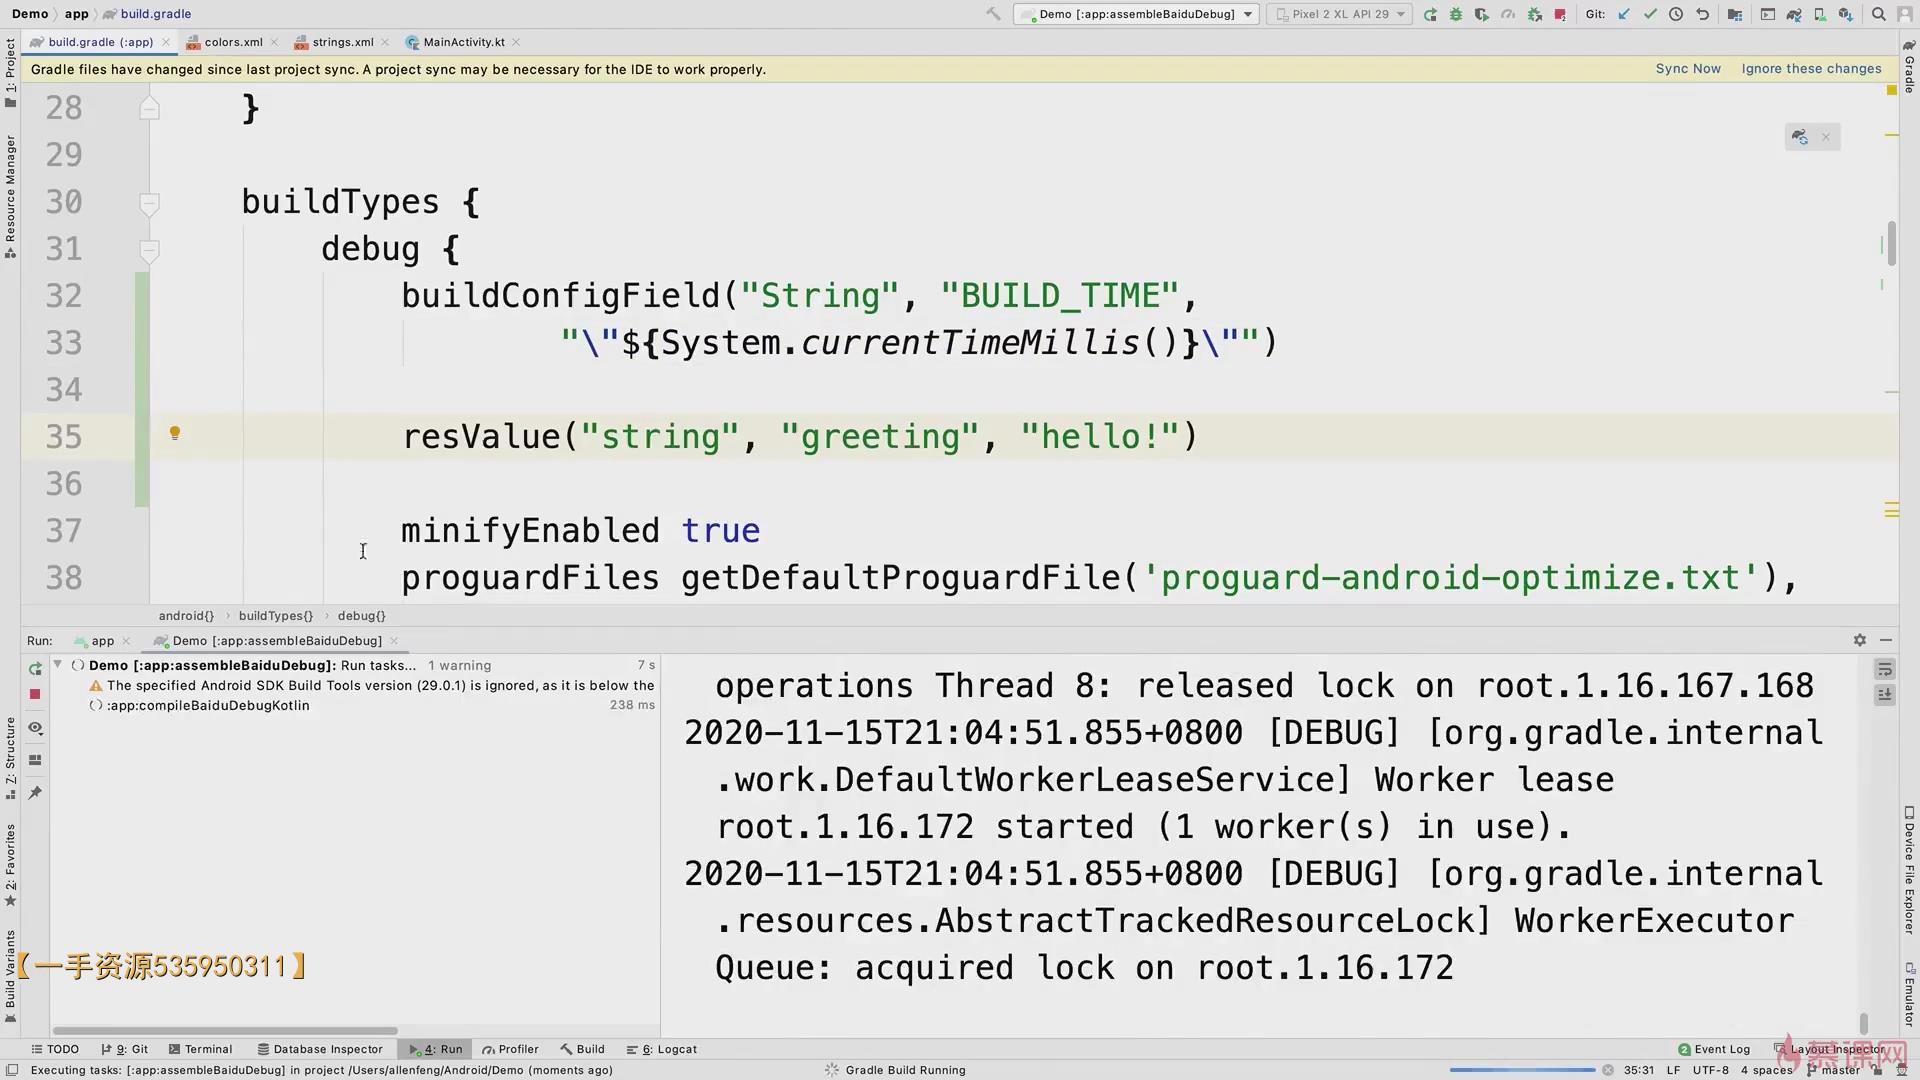 Demo › app › build.gradle
Demo [:app:assembleBaiduDebug]
Pixel 2 XL API 29
Git:
build.gradle (:app)
colors.xml
strings.xml
MainActivity.kt
Gradle files have changed since last project sync. A project sync may be necessary for the IDE to work properly.
Sync Now
Ignore these changes
1: Project
Resource Manager
Gradle
28 }
29
30 buildTypes {
31 debug {
32 buildConfigField("String", "BUILD_TIME",
33 "\"${System.currentTimeMillis()}\"")
34
35 resValue("string", "greeting", "hello!")
36
37 minifyEnabled true
38 proguardFiles getDefaultProguardFile('proguard-android-optimize.txt'),
android{} › buildTypes{} › debug{}
Run:
app
Demo [:app:assembleBaiduDebug]
Demo [:app:assembleBaiduDebug]: Run tasks... 1 warning 7 s
The specified Android SDK Build Tools version (29.0.1) is ignored, as it is below the
:app:compileBaiduDebugKotlin 238 ms
operations Thread 8: released lock on root.1.16.167.168
2020-11-15T21:04:51.855+0800 [DEBUG] [org.gradle.internal
.work.DefaultWorkerLeaseService] Worker lease
root.1.16.172 started (1 worker(s) in use).
2020-11-15T21:04:51.855+0800 [DEBUG] [org.gradle.internal
.resources.AbstractTrackedResourceLock] WorkerExecutor
Queue: acquired lock on root.1.16.172
7: Structure
2: Favorites
Build Variants
Device File Explorer
Emulator
【一手资源535950311】
TODO
9: Git
Terminal
Database Inspector
4: Run
Profiler
Build
6: Logcat
2 Event Log
Layout Inspector
慕课网
Executing tasks: [:app:assembleBaiduDebug] in project /Users/allenfeng/Android/Demo (moments ago)
Gradle Build Running
35:31 LF UTF-8 4 spaces master